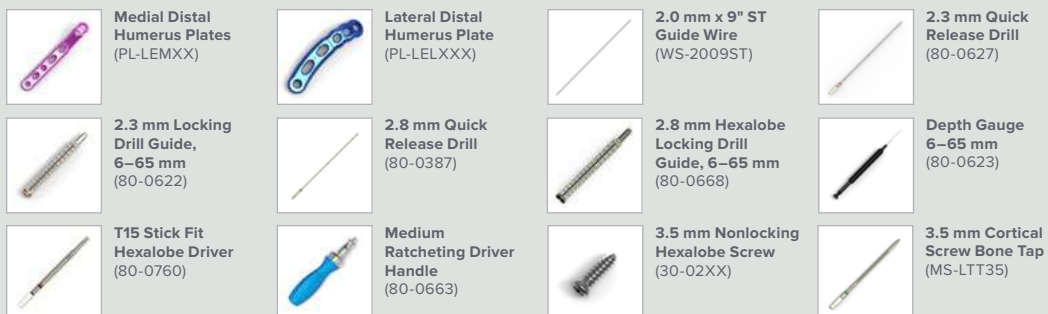 Medial Distal
Humerus Plates
(PL-LEMXX)
Lateral Distal
Humerus Plate
(PL-LELXXX)
2.0 mm x 9" ST
Guide Wire
(WS-2009ST)
2.3 mm Quick
Release Drill
(80-0627)
2.3 mm Locking
Drill Guide,
6–65 mm
(80-0622)
2.8 mm Quick
Release Drill
(80-0387)
2.8 mm Hexalobe
Locking Drill
Guide, 6–65 mm
(80-0668)
Depth Gauge
6–65 mm
(80-0623)
T15 Stick Fit
Hexalobe Driver
(80-0760)
Medium
Ratcheting Driver
Handle
(80-0663)
3.5 mm Nonlocking
Hexalobe Screw
(30-02XX)
3.5 mm Cortical
Screw Bone Tap
(MS-LTT35)